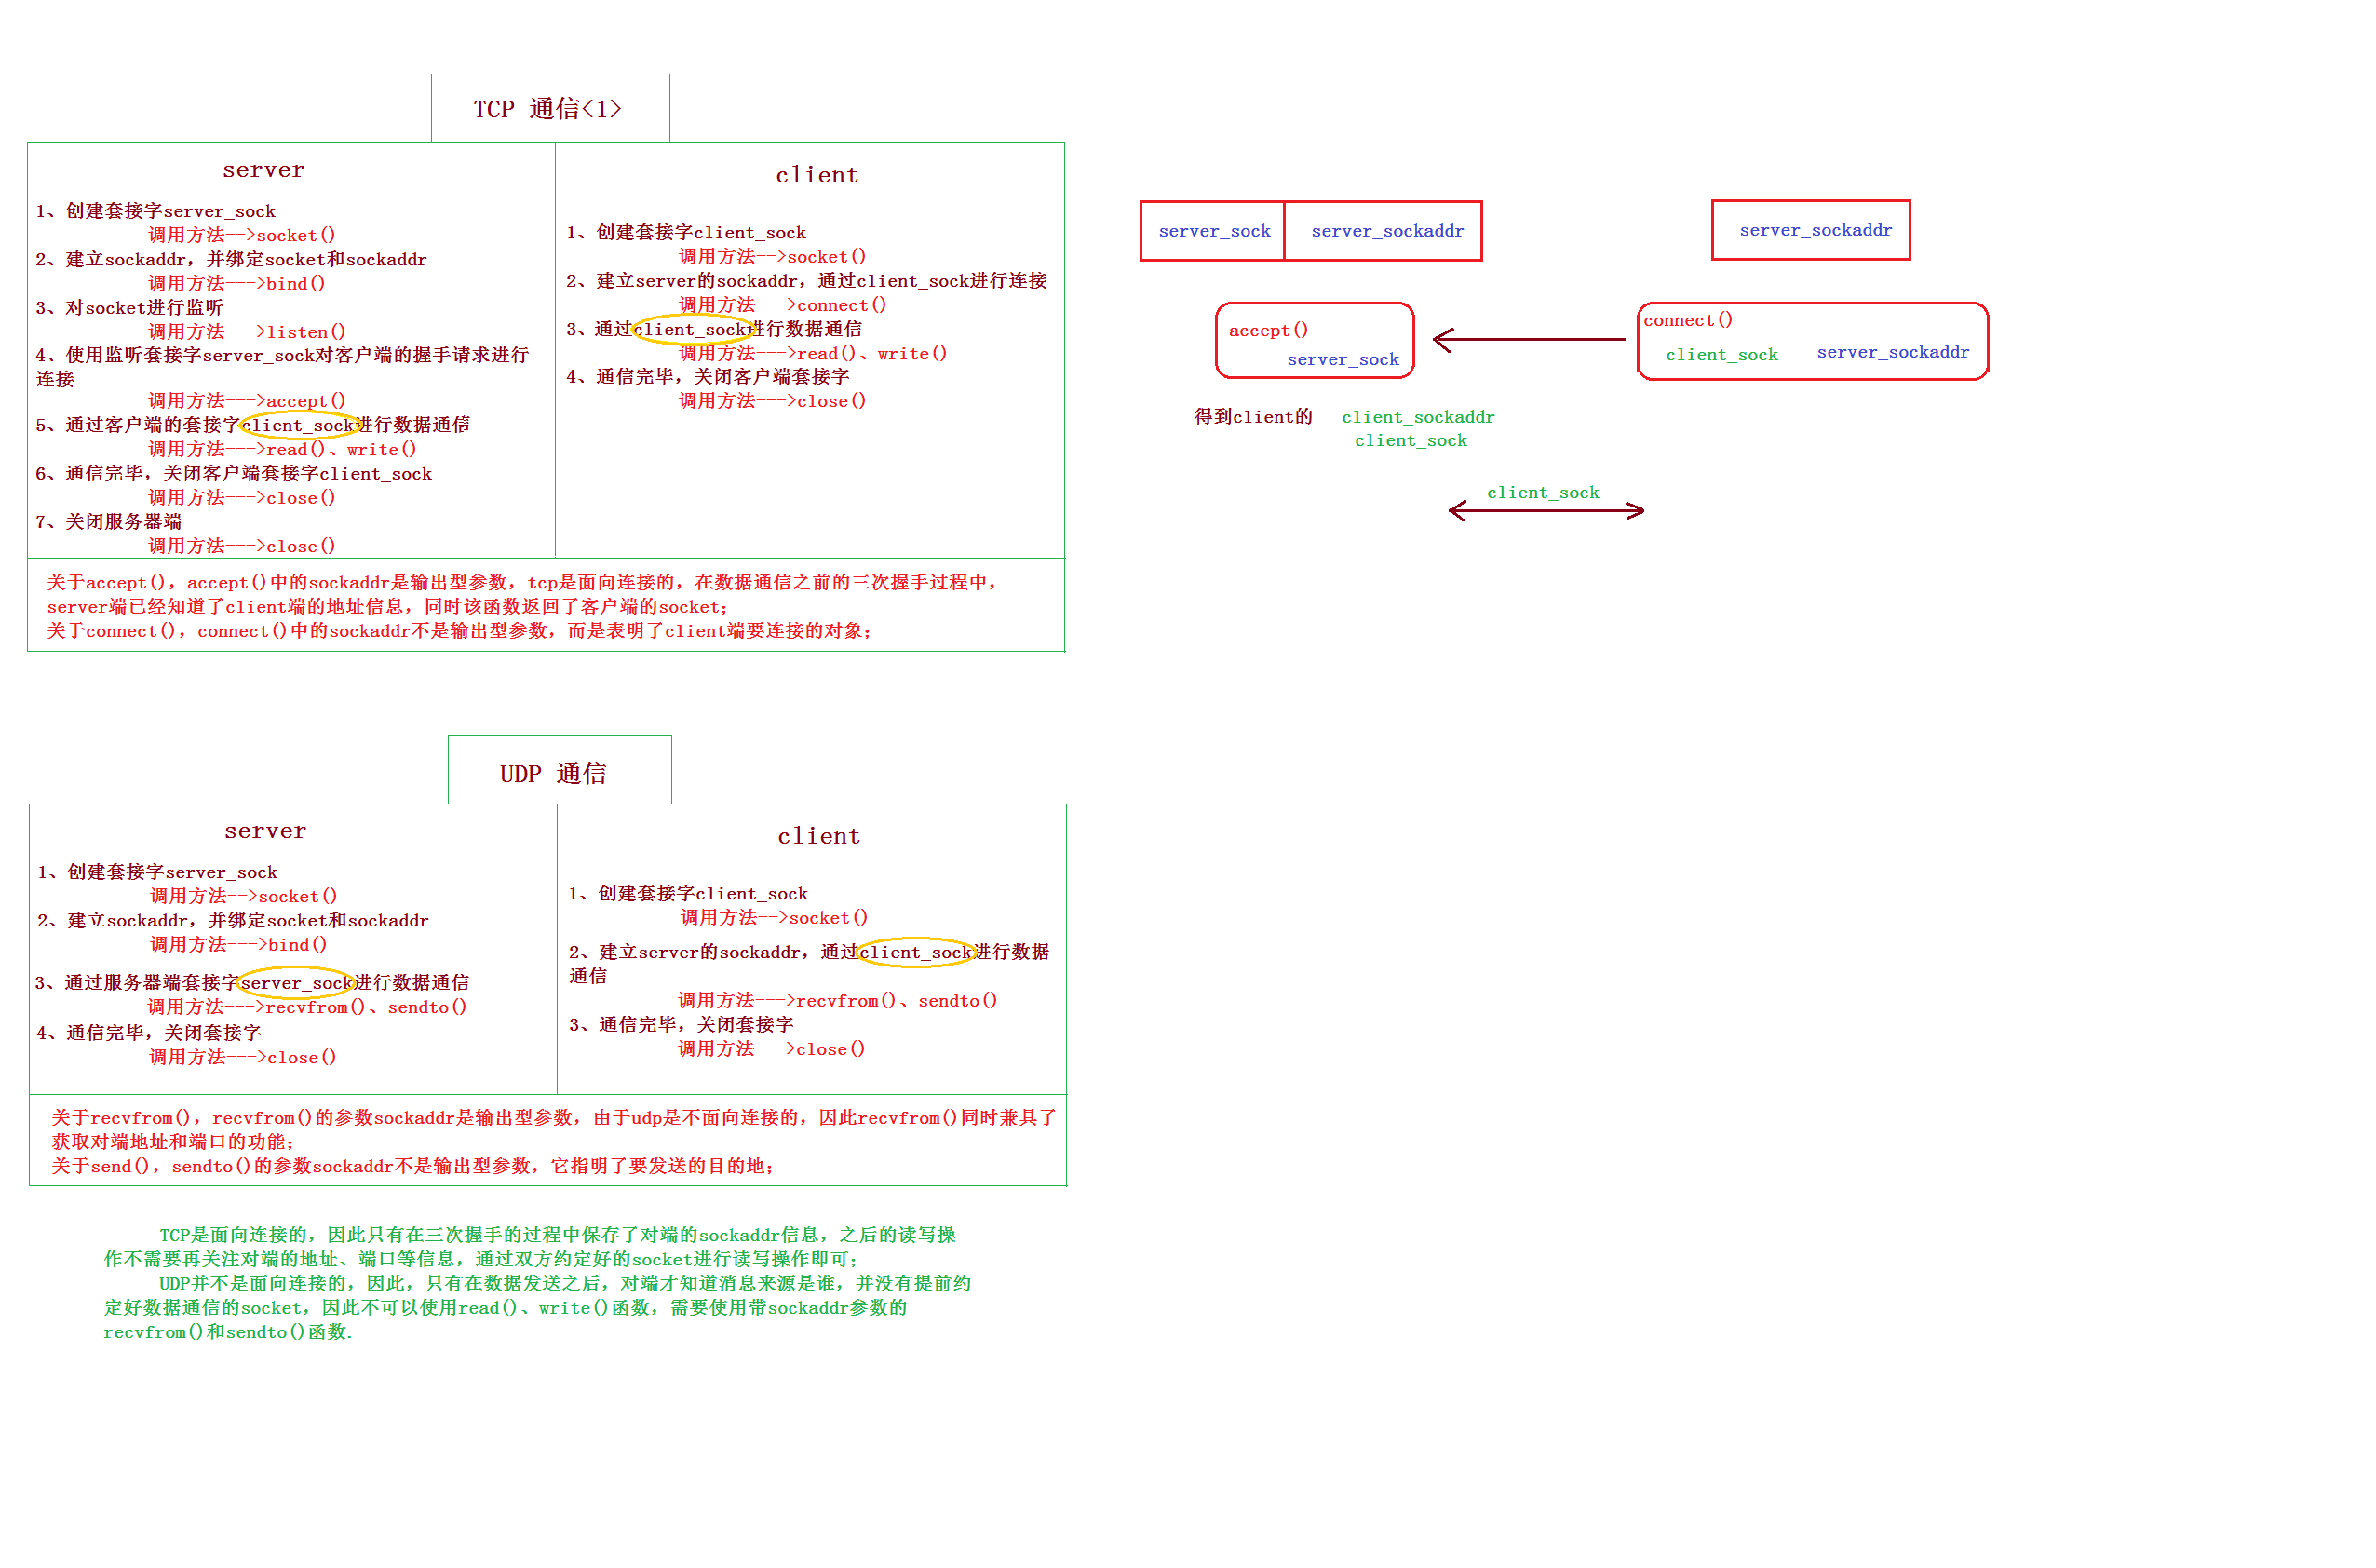 TCP 通信<1>
server
1、创建套接字server_sock
调用方法-->socket()
2、建立sockaddr，并绑定socket和sockaddr
调用方法--->bind()
3、对socket进行监听
调用方法--->listen()
4、使用监听套接字server_sock对客户端的握手请求进行
连接
调用方法--->accept()
5、通过客户端的套接字client_sock进行数据通信
调用方法--->read()、write()
6、通信完毕，关闭客户端套接字client_sock
调用方法--->close()
7、关闭服务器端
调用方法--->close()
client
1、创建套接字client_sock
调用方法-->socket()
2、建立server的sockaddr，通过client_sock进行连接
调用方法--->connect()
3、通过client_sock进行数据通信
调用方法--->read()、write()
4、通信完毕，关闭客户端套接字
调用方法--->close()
关于accept()，accept()中的sockaddr是输出型参数，tcp是面向连接的，在数据通信之前的三次握手过程中，
server端已经知道了client端的地址信息，同时该函数返回了客户端的socket；
关于connect()，connect()中的sockaddr不是输出型参数，而是表明了client端要连接的对象；
server_sock
server_sockaddr
server_sockaddr
accept()
server_sock
connect()
client_sock
server_sockaddr
得到client的
client_sockaddr
client_sock
client_sock
UDP 通信
server
1、创建套接字server_sock
调用方法-->socket()
2、建立sockaddr，并绑定socket和sockaddr
调用方法--->bind()
3、通过服务器端套接字server_sock进行数据通信
调用方法--->recvfrom()、sendto()
4、通信完毕，关闭套接字
调用方法--->close()
client
1、创建套接字client_sock
调用方法-->socket()
2、建立server的sockaddr，通过client_sock进行数据
通信
调用方法--->recvfrom()、sendto()
3、通信完毕，关闭套接字
调用方法--->close()
关于recvfrom()，recvfrom()的参数sockaddr是输出型参数，由于udp是不面向连接的，因此recvfrom()同时兼具了
获取对端地址和端口的功能；
关于send()，sendto()的参数sockaddr不是输出型参数，它指明了要发送的目的地；
TCP是面向连接的，因此只有在三次握手的过程中保存了对端的sockaddr信息，之后的读写操
作不需要再关注对端的地址、端口等信息，通过双方约定好的socket进行读写操作即可；
UDP并不是面向连接的，因此，只有在数据发送之后，对端才知道消息来源是谁，并没有提前约
定好数据通信的socket，因此不可以使用read()、write()函数，需要使用带sockaddr参数的
recvfrom()和sendto()函数.